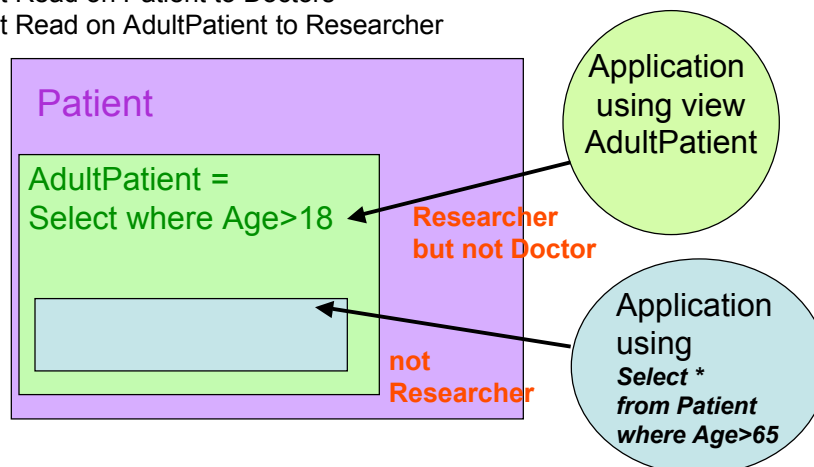 t Read on AdultPatient to Researcher
Patient
AdultPatient =
Select where Age>18
Researcher
but not Doctor
not
Researcher
Application
using view
AdultPatient
Application
using
Select *
from Patient
where Age>65